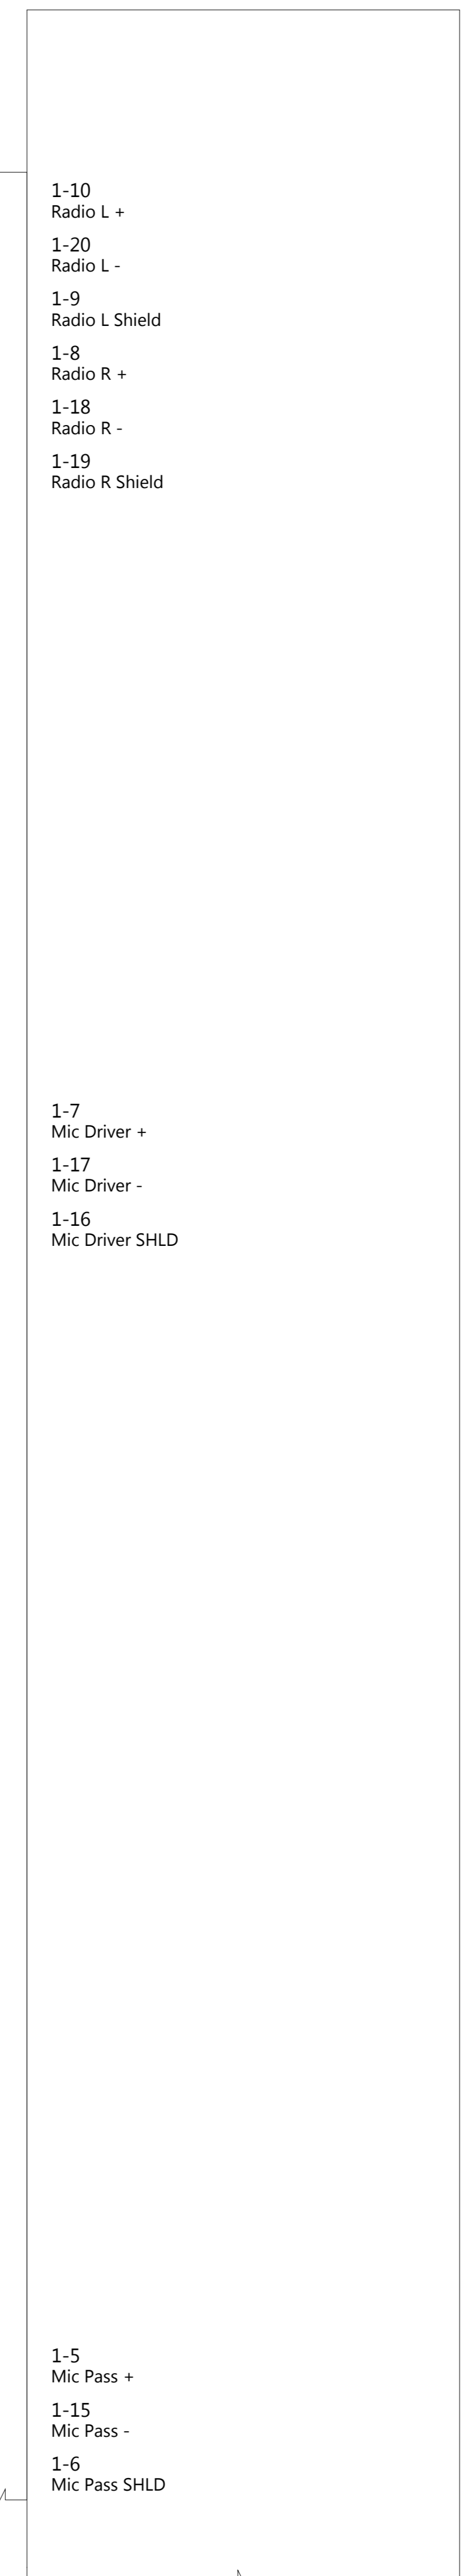 1-10
Radio L +
1-20
Radio L -
1-9
Radio L Shield
1-8
Radio R +
1-18
Radio R -
1-19
Radio R Shield
1-7
Mic Driver +
1-17
Mic Driver -
1-16
Mic Driver SHLD
1-5
Mic Pass +
1-15
Mic Pass -
1-6
Mic Pass SHLD